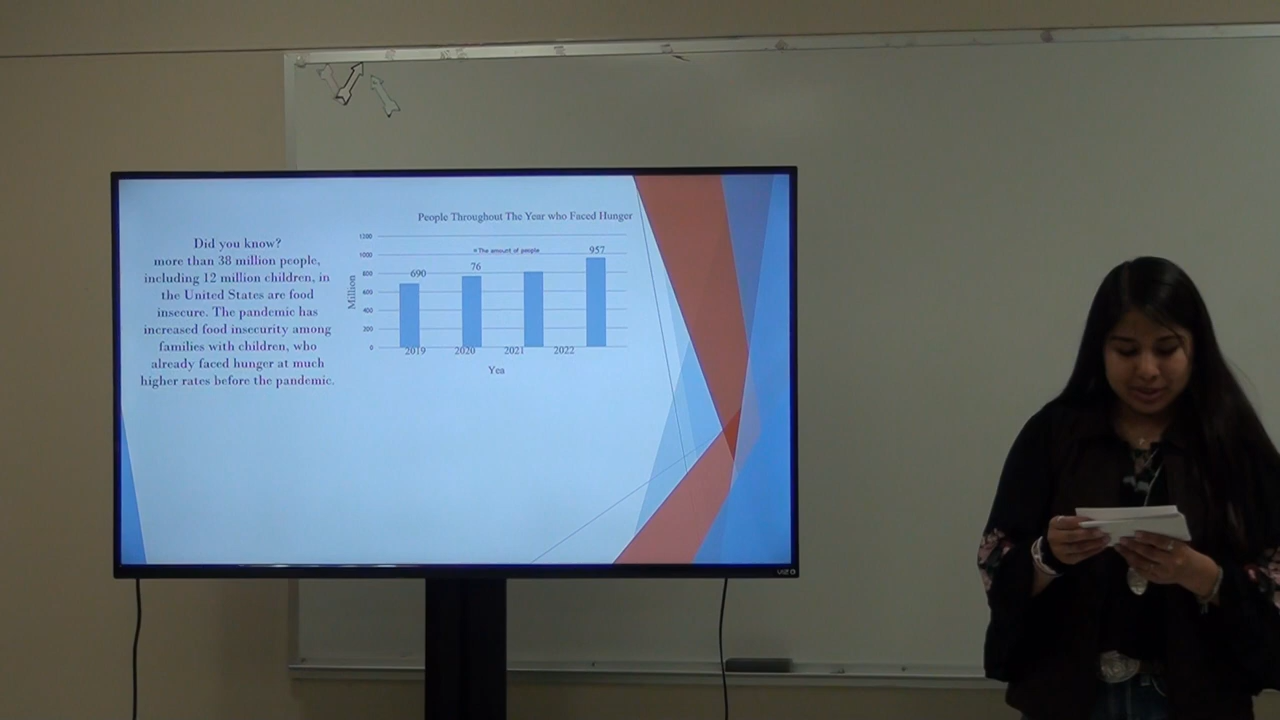 Did you know?
more than 38 million people,
including 12 million children, in
the United States are food
insecure. The pandemic has
increased food insecurity among
families with children, who
already faced hunger at much
higher rates before the pandemic.
People Throughout The Year who Faced Hunger
The amount of people
1200
1000
800
600
400
200
0
Million
690
76
957
2019 2020 2021 2022
Yea